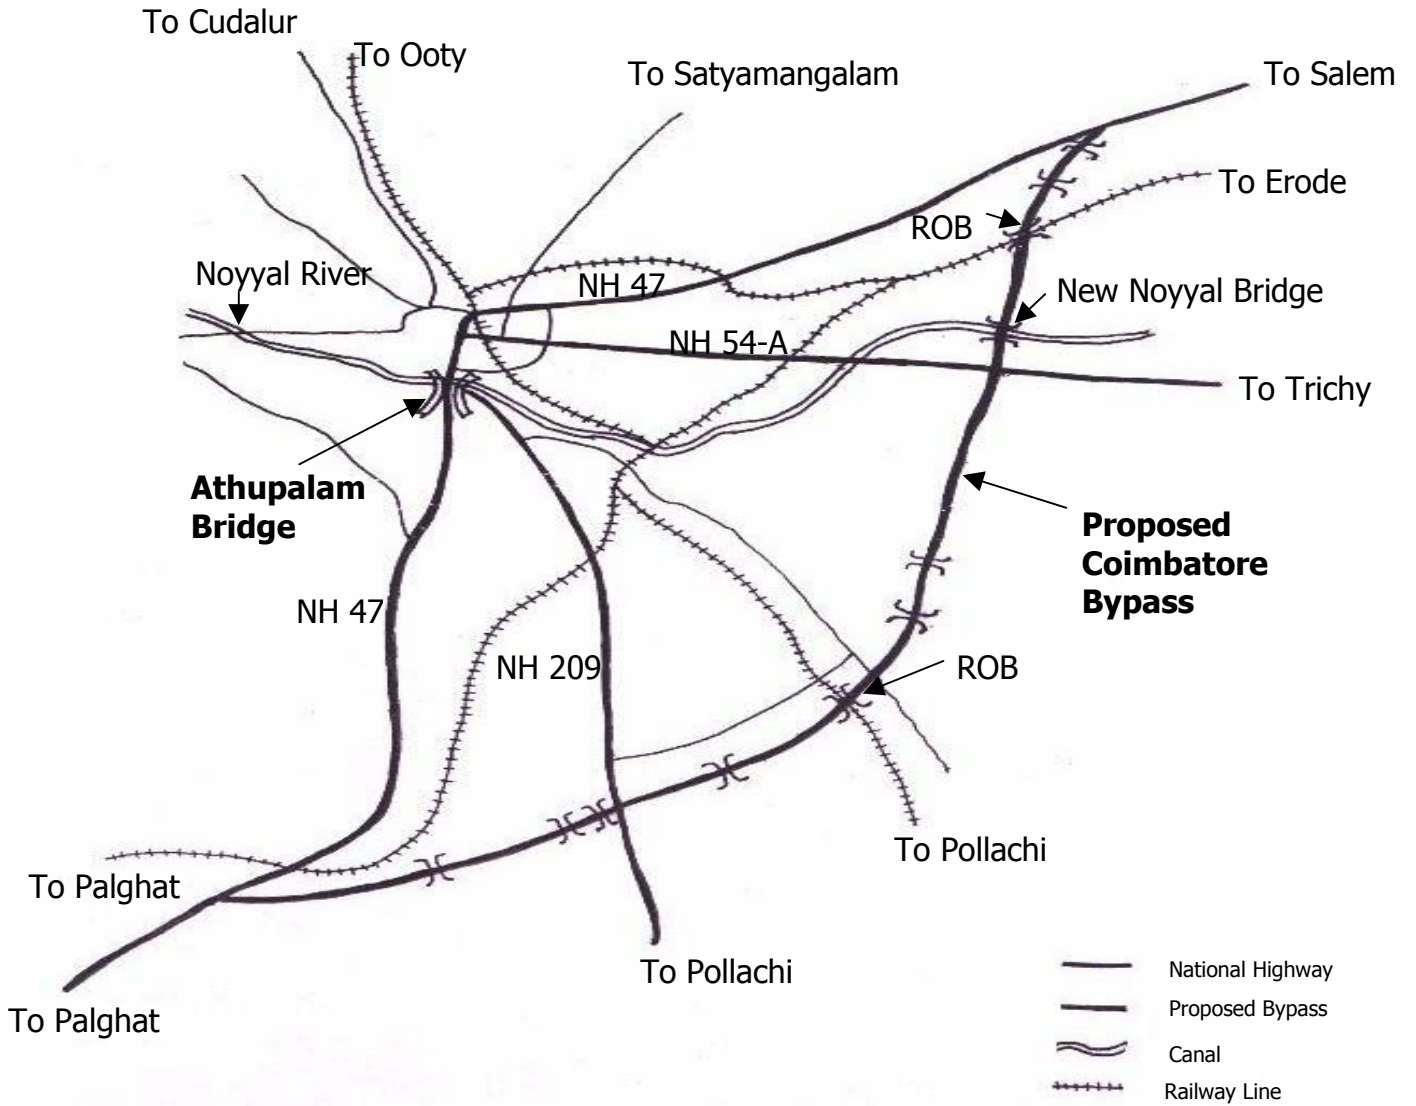 To Cudalur
To Ooty
To Satyamangalam
To Salem
To Erode
ROB
Noyyal River
NH 47
New Noyyal Bridge
NH 54-A
To Trichy
Athupalam
Bridge
Proposed
Coimbatore
Bypass
NH 47
NH 209
ROB
To Pollachi
To Palghat
To Pollachi
To Palghat
National Highway
Proposed Bypass
Canal
Railway Line